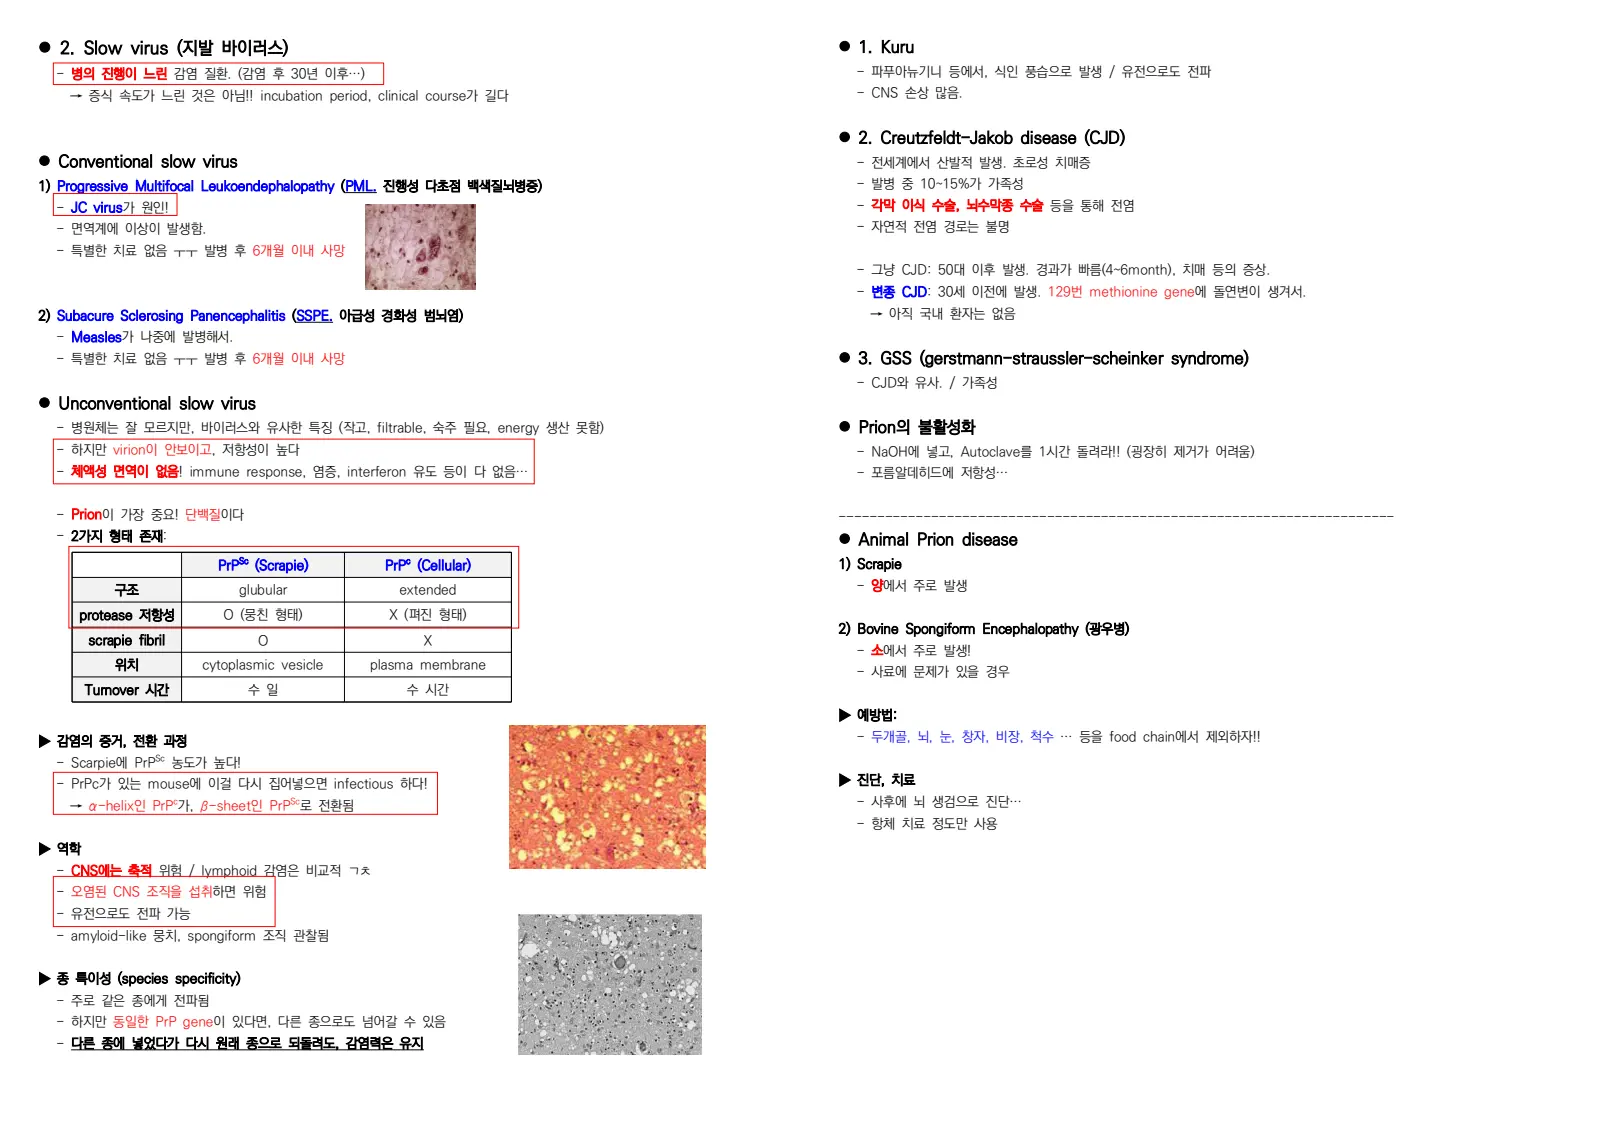 ● 2. Slow virus (지발 바이러스)
- 병의 진행이 느린 감염 질환. (감염 후 30년 이후…)
→ 증식 속도가 느린 것은 아님!! incubation period, clinical course가 길다
● Conventional slow virus
1) Progressive Multifocal Leukoendephalopathy (PML. 진행성 다초점 백색질뇌병증)
- JC virus가 원인!
- 면역계에 이상이 발생함.
- 특별한 치료 없음 ㅜㅜ 발병 후 6개월 이내 사망
2) Subacure Sclerosing Panencephalitis (SSPE. 아급성 경화성 범뇌염)
- Measles가 나중에 발병해서.
- 특별한 치료 없음 ㅜㅜ 발병 후 6개월 이내 사망
● Unconventional slow virus
- 병원체는 잘 모르지만, 바이러스와 유사한 특징 (작고, filtrable, 숙주 필요, energy 생산 못함)
- 하지만 virion이 안보이고, 저항성이 높다
- 체액성 면역이 없음! immune response, 염증, interferon 유도 등이 다 없음…
- Prion이 가장 중요! 단백질이다
- 2가지 형태 존재:
PrPSc (Scrapie) PrPc (Cellular)
구조 glubular extended
protease 저항성 O (뭉친 형태) X (펴진 형태)
scrapie fibril O X
위치 cytoplasmic vesicle plasma membrane
Turnover 시간 수 일 수 시간
▶ 감염의 증거, 전환 과정
- Scarpie에 PrPSc 농도가 높다!
- PrPc가 있는 mouse에 이걸 다시 집어넣으면 infectious 하다!
→ α-helix인 PrPc가, β-sheet인 PrPSc로 전환됨
▶ 역학
- CNS에는 축적 위험 / lymphoid 감염은 비교적 ㄱㅊ
- 오염된 CNS 조직을 섭취하면 위험
- 유전으로도 전파 가능
- amyloid-like 뭉치, spongiform 조직 관찰됨
▶ 종 특이성 (species specificity)
- 주로 같은 종에게 전파됨
- 하지만 동일한 PrP gene이 있다면, 다른 종으로도 넘어갈 수 있음
- 다른 종에 넣었다가 다시 원래 종으로 되돌려도, 감염력은 유지
● 1. Kuru
- 파푸아뉴기니 등에서, 식인 풍습으로 발생 / 유전으로도 전파
- CNS 손상 많음.
● 2. Creutzfeldt-Jakob disease (CJD)
- 전세계에서 산발적 발생. 초로성 치매증
- 발병 중 10~15%가 가족성
- 각막 이식 수술, 뇌수막종 수술 등을 통해 전염
- 자연적 전염 경로는 불명
- 그냥 CJD: 50대 이후 발생. 경과가 빠름(4~6month), 치매 등의 증상.
- 변종 CJD: 30세 이전에 발생. 129번 methionine gene에 돌연변이 생겨서.
→ 아직 국내 환자는 없음
● 3. GSS (gerstmann-straussler-scheinker syndrome)
- CJD와 유사. / 가족성
● Prion의 불활성화
- NaOH에 넣고, Autoclave를 1시간 돌려라!! (굉장히 제거가 어려움)
- 포름알데히드에 저항성…
● Animal Prion disease
1) Scrapie
- 양에서 주로 발생
2) Bovine Spongiform Encephalopathy (광우병)
- 소에서 주로 발생!
- 사료에 문제가 있을 경우
▶ 예방법:
- 두개골, 뇌, 눈, 창자, 비장, 척수 … 등을 food chain에서 제외하자!!
▶ 진단, 치료
- 사후에 뇌 생검으로 진단…
- 항체 치료 정도만 사용